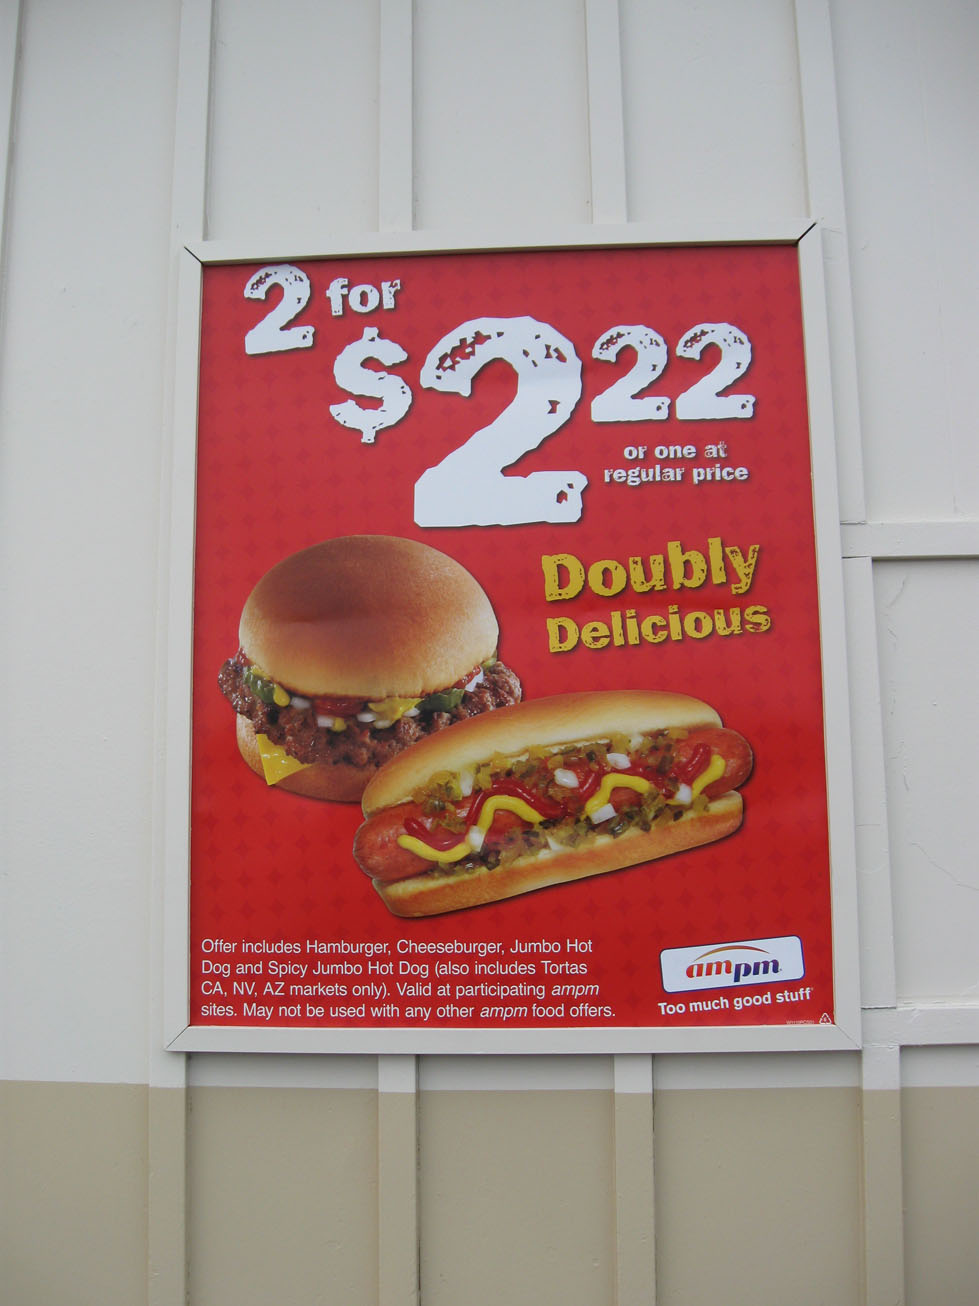 2 for
$2 22
or one at
regular price
Doubly
Delicious
Offer includes Hamburger, Cheeseburger, Jumbo Hot
Dog and Spicy Jumbo Hot Dog (also includes Tortas
CA, NV, AZ markets only). Valid at participating ampm
sites. May not be used with any other ampm food offers.
ampm
Too much good stuff